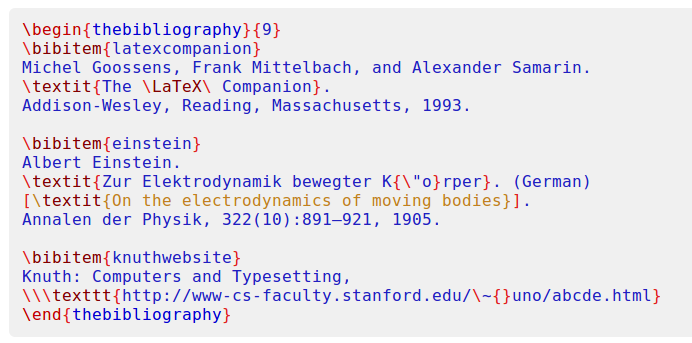 \begin{thebibliography}{9}
\bibitem{latexcompanion}
Michel Goossens, Frank Mittelbach, and Alexander Samarin.
\textit{The \LaTeX\ Companion}.
Addison-Wesley, Reading, Massachusetts, 1993.

\bibitem{einstein}
Albert Einstein.
\textit{Zur Elektrodynamik bewegter K{\"o}rper}. (German)
[\textit{On the electrodynamics of moving bodies}].
Annalen der Physik, 322(10):891–921, 1905.

\bibitem{knuthwebsite}
Knuth: Computers and Typesetting,
\\\texttt{http://www-cs-faculty.stanford.edu/\~{}uno/abcde.html}
\end{thebibliography}